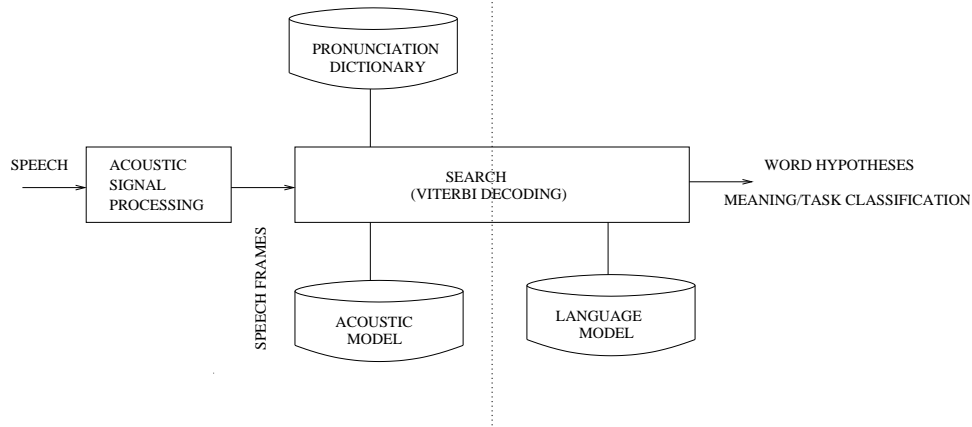 PRONUNCIATION
DICTIONARY
SPEECH
ACOUSTIC
SIGNAL
PROCESSING
SPEECH FRAMES
SEARCH
(VITERBI DECODING)
WORD HYPOTHESES
MEANING/TASK CLASSIFICATION
ACOUSTIC
MODEL
LANGUAGE
MODEL